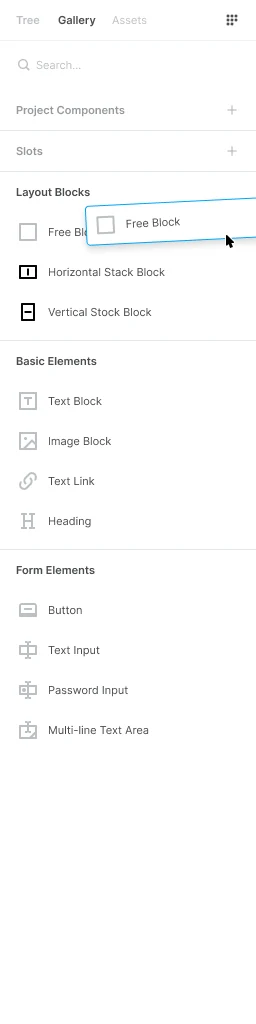 Tree Gallery Assets
Search...
Project Components
Slots
Layout Blocks
Free Block
Free Blo
Horizontal Stack Block
Vertical Stock Block
Basic Elements
Text Block
Image Block
Text Link
Heading
Form Elements
Button
Text Input
Password Input
Multi-line Text Area